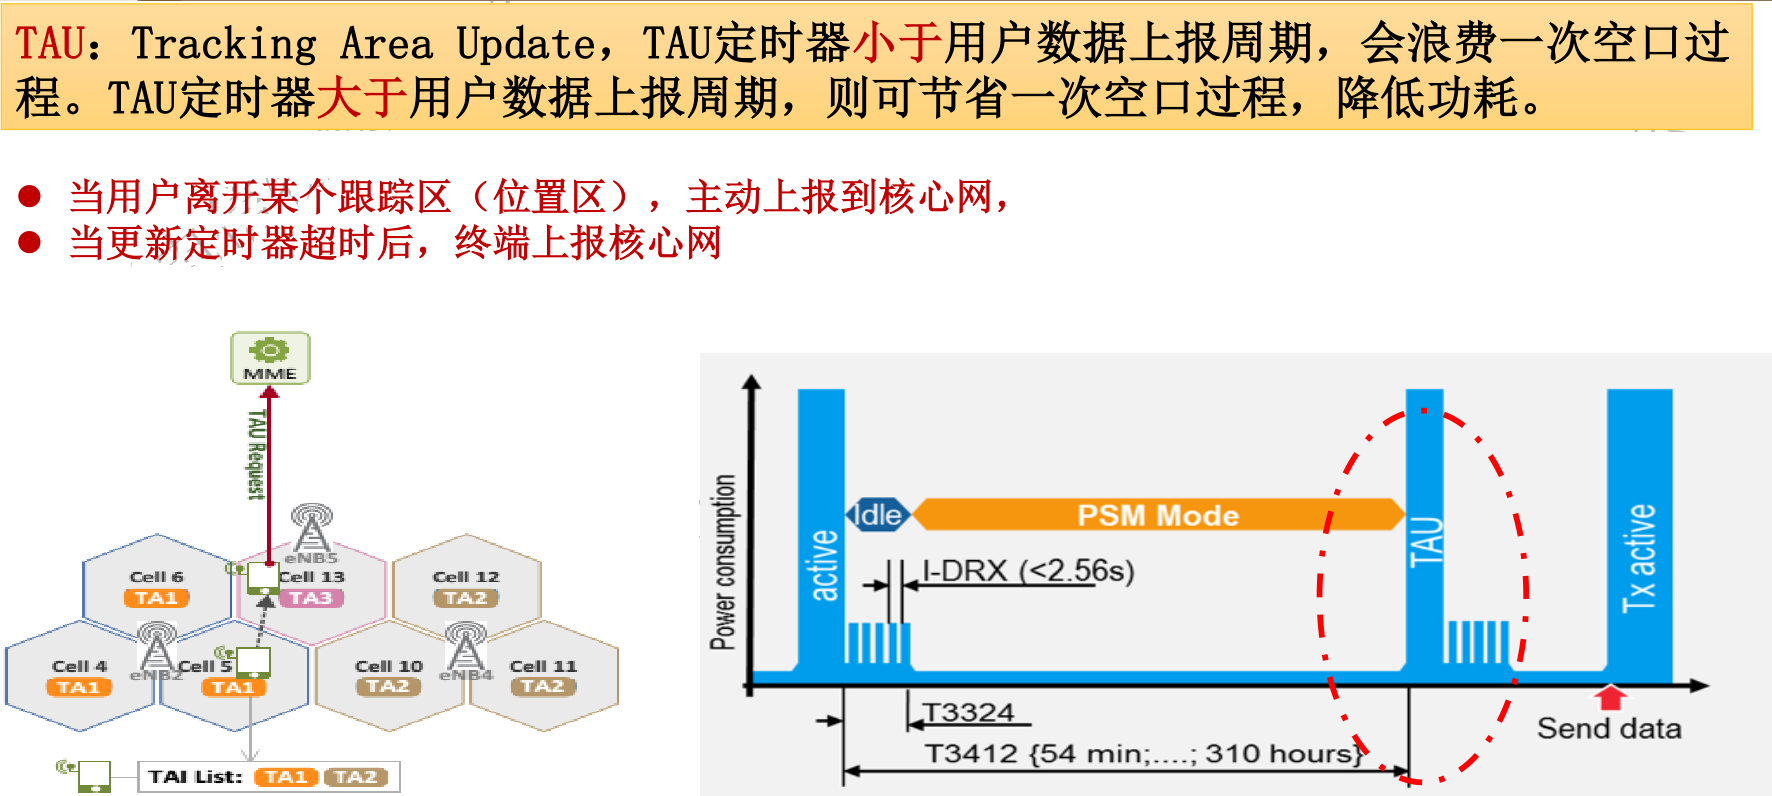 TAU：Tracking Area Update，TAU定时器小于用户数据上报周期，会浪费一次空口过
程。TAU定时器大于用户数据上报周期，则可节省一次空口过程，降低功耗。
当用户离开某个跟踪区（位置区），主动上报到核心网，
当更新定时器超时后，终端上报核心网
MME
TAU Request
eNB5
Cell 6
Cell 13
Cell 12
TA1
TA3
TA2
Cell 4
eNB2
Cell 5
Cell 10
eNB4
Cell 11
TA1
TA1
TA2
TA2
TAI List: TA1 TA2
Power consumption
active
Idle
PSM Mode
TAU
Tx active
I-DRX (<2.56s)
T3324
Send data
T3412 {54 min;....; 310 hours}